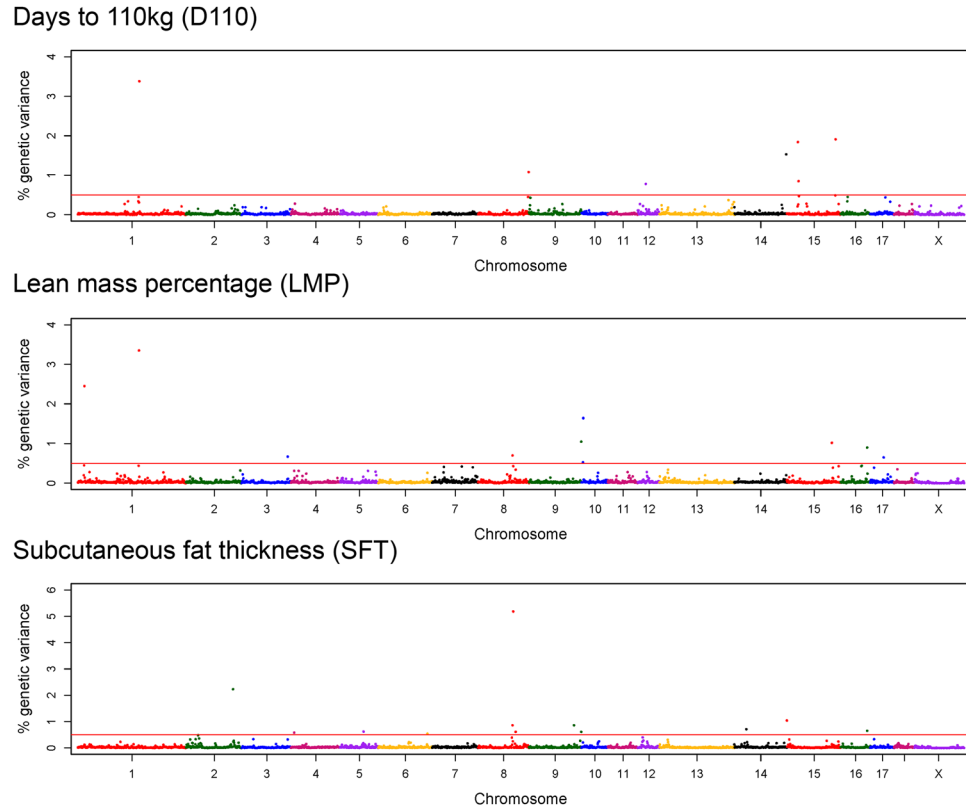 Days to 110kg (D110)
% genetic variance
4
3
2
1
0
1 2 3 4 5 6 7 8 9 10 11 12 13 14 15 16 17 X
Chromosome
Lean mass percentage (LMP)
% genetic variance
4
3
2
1
0
1 2 3 4 5 6 7 8 9 10 11 12 13 14 15 16 17 X
Chromosome
Subcutaneous fat thickness (SFT)
% genetic variance
6
5
4
3
2
1
0
1 2 3 4 5 6 7 8 9 10 11 12 13 14 15 16 17 X
Chromosome